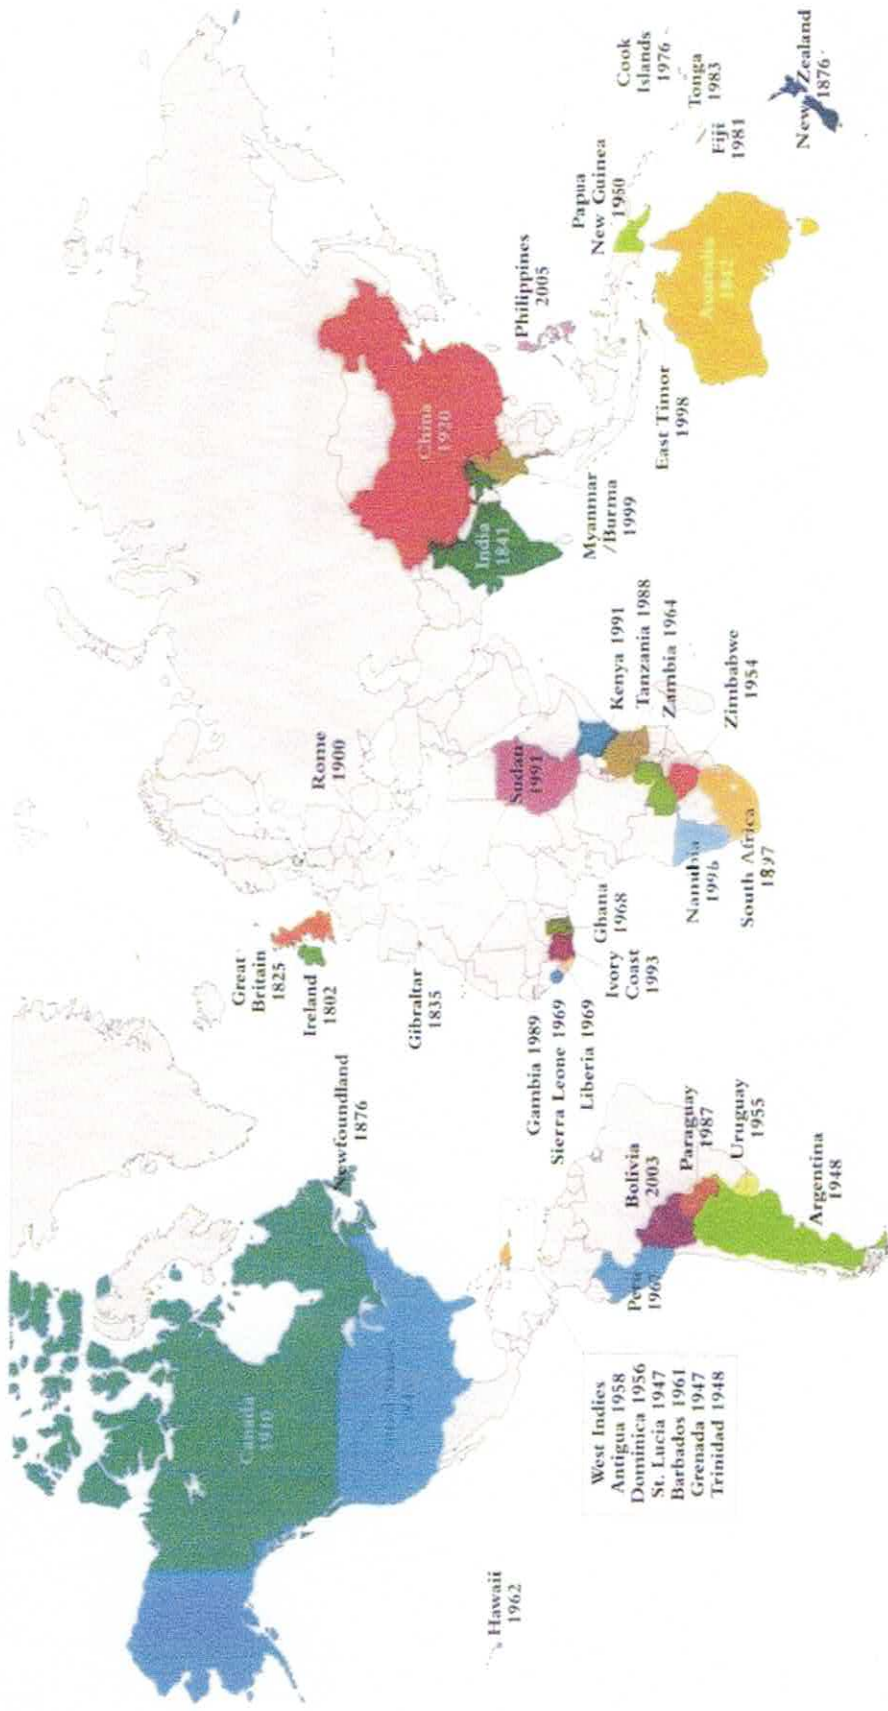 Canada
1910
Newfoundland
1876
Hawaii
1962
West Indies
Antigua 1958
Dominica 1956
St. Lucia 1947
Barbados 1961
Grenada 1947
Trinidad 1948
Peru
Bolivia
2003
Paraguay
1987
Uruguay
1955
Argentina
1948
Great
Britain
1825
Ireland
1802
Gibraltar
1835
Rome
1900
Gambia 1989
Sierra Leone 1969
Liberia 1969
Ivory
Coast
1993
Ghana
1968
Sudan
1991
Kenya 1991
Tanzania 1988
Zambia 1964
Zimbabwe
1954
Namibia
South Africa
1897
India
1841
China
1920
Myanmar
/Burma
1999
Philippines
2005
East Timor
1998
Papua
New Guinea
Australia
1842
Cook
Islands
1976
Tonga
1983
Fiji
1981
New Zealand
1876